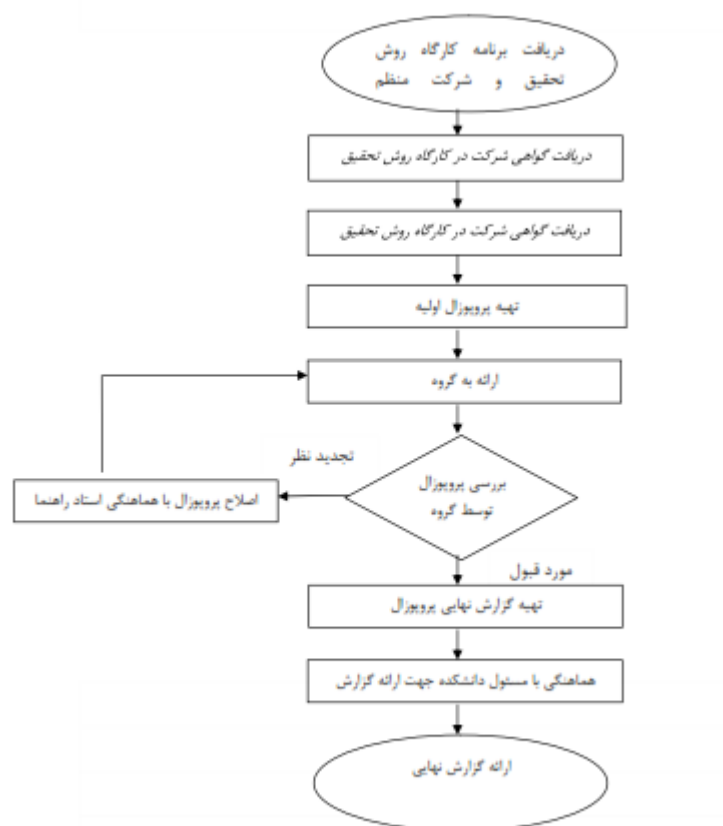 دریافت برنامه کارگاه روش
تحقیق و شرکت منظم
دریافت گواهی شرکت در کارگاه روش تحقیق
دریافت گواهی شرکت در کارگاه روش تحقیق
تهیه پروپوزال اولیه
ارائه به گروه
تجدید نظر
بررسی پروپوزال
توسط گروه
اصلاح پروپوزال با هماهنگی استاد راهنما
مورد قبول
تهیه گزارش نهایی پروپوزال
هماهنگی با مسئول دانشکده جهت ارائه گزارش
ارائه گزارش نهایی